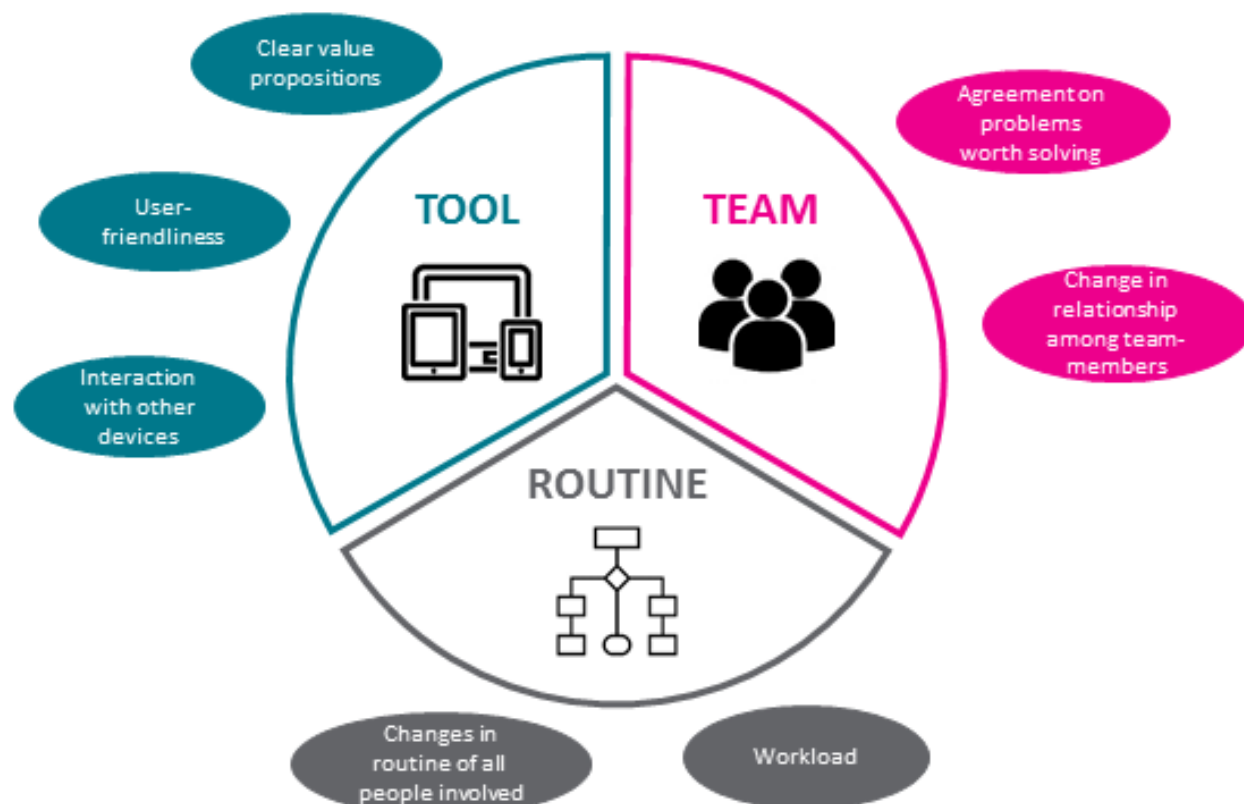 Clear value
propositions
User-
friendliness
Interaction
with other
devices
TOOL
TEAM
Agreement on
problems
worth solving
Change in
relationship
among team-
members
ROUTINE
Changes in
routine of all
people involved
Workload